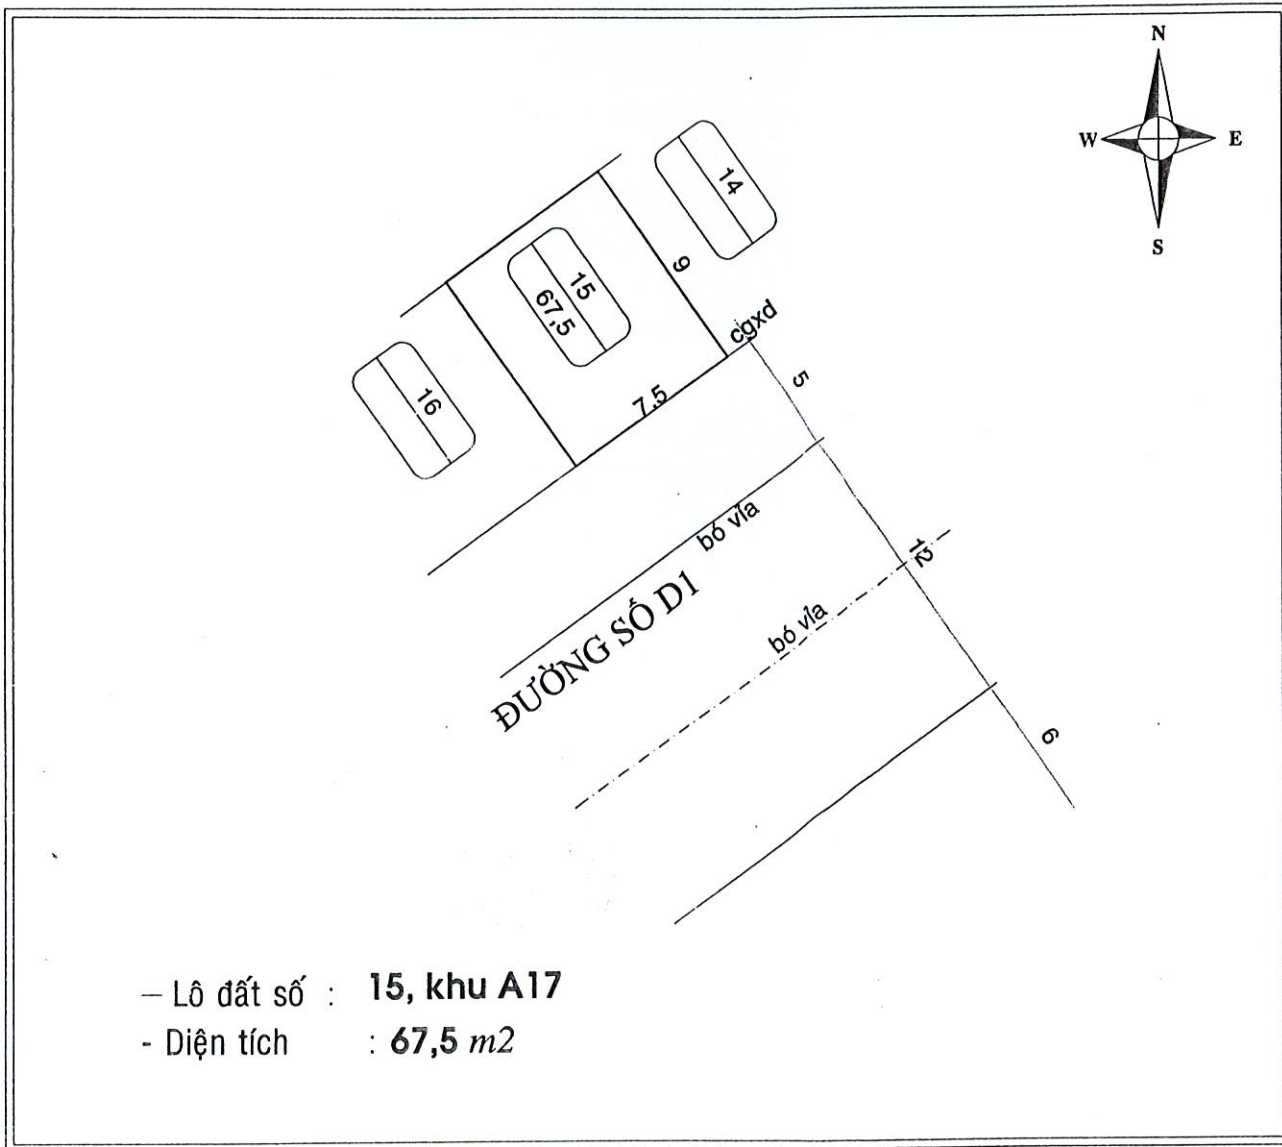 N
W E
S
14
15
67,5
16
9
7,5
cgxd
5
bó vỉa
12
bó vỉa
ĐƯỜNG SỐ D1
6
– Lô đất số : 15, khu A17
- Diện tích : 67,5 m2